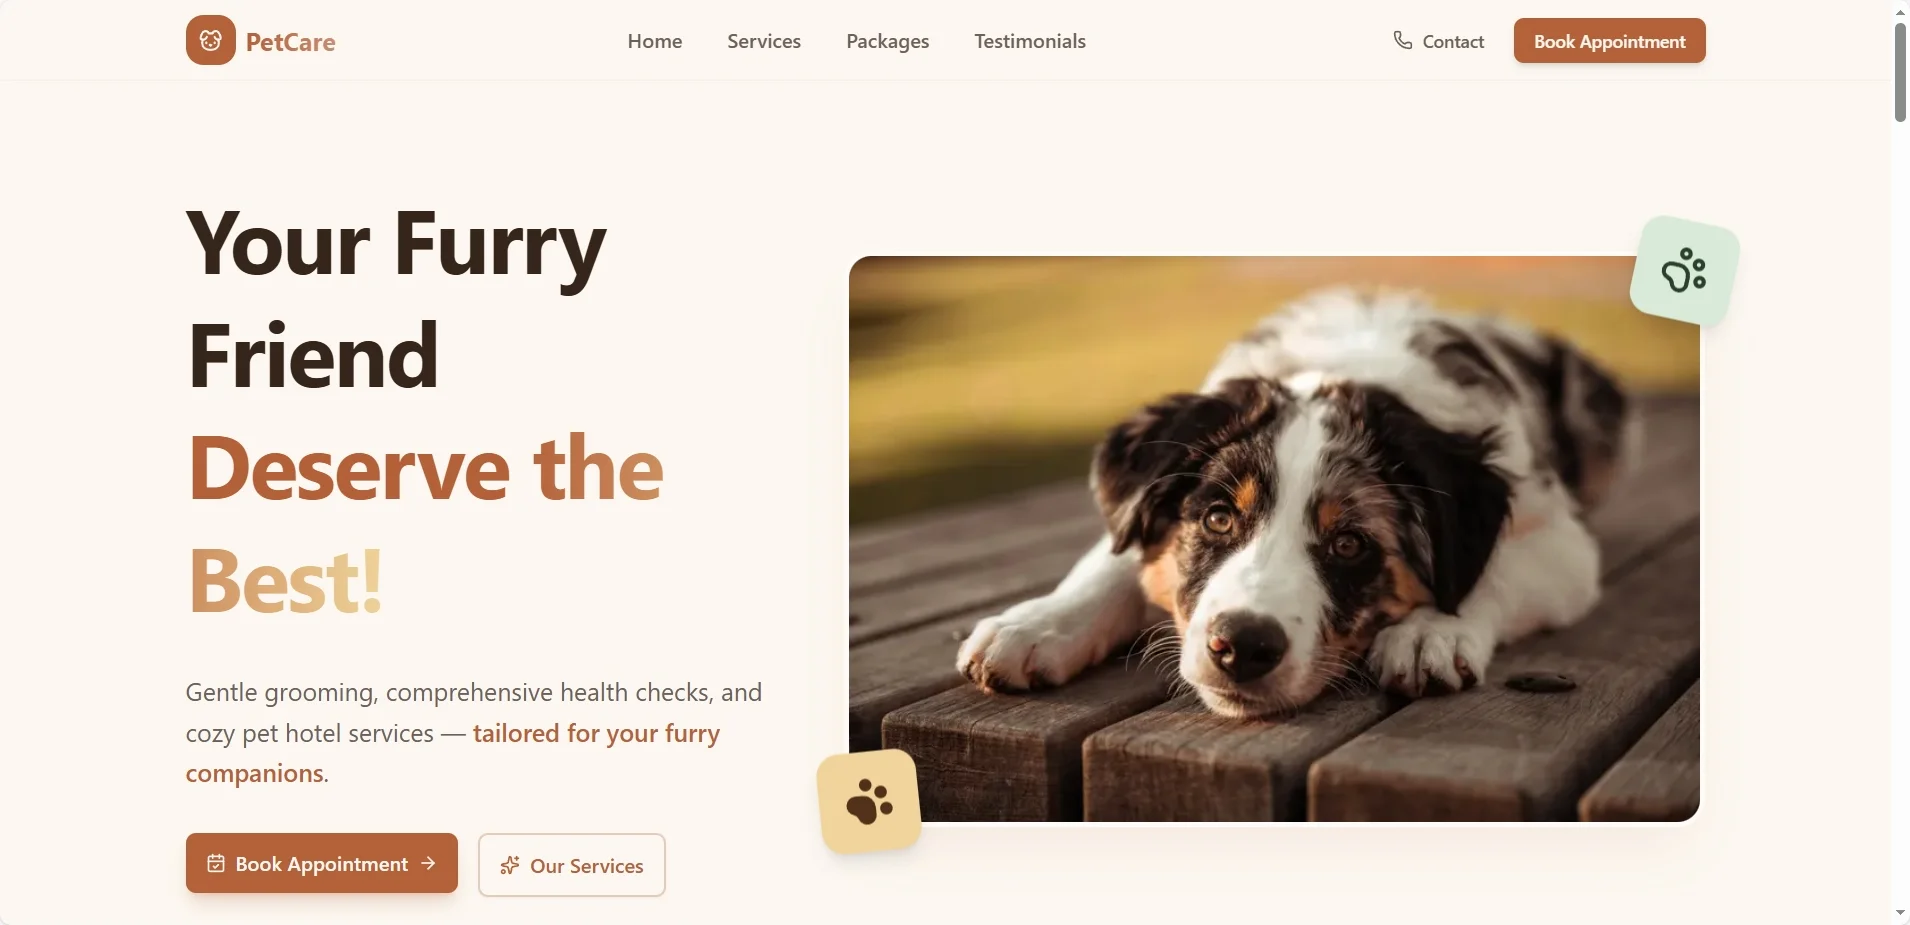 PetCare
Home
Services
Packages
Testimonials
Contact
Book Appointment
Your Furry
Friend
Deserve the
Best!
Gentle grooming, comprehensive health checks, and
cozy pet hotel services — tailored for your furry
companions.
Book Appointment
Our Services